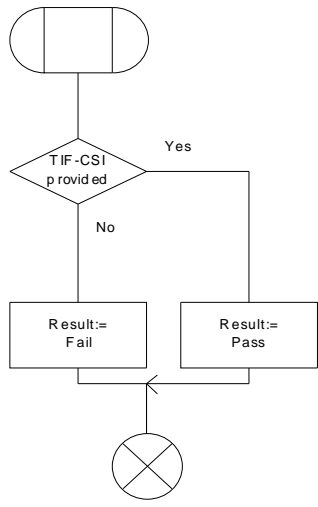 Yes
TIF-CSI
provided
No
Result:=
Fail
Result:=
Pass